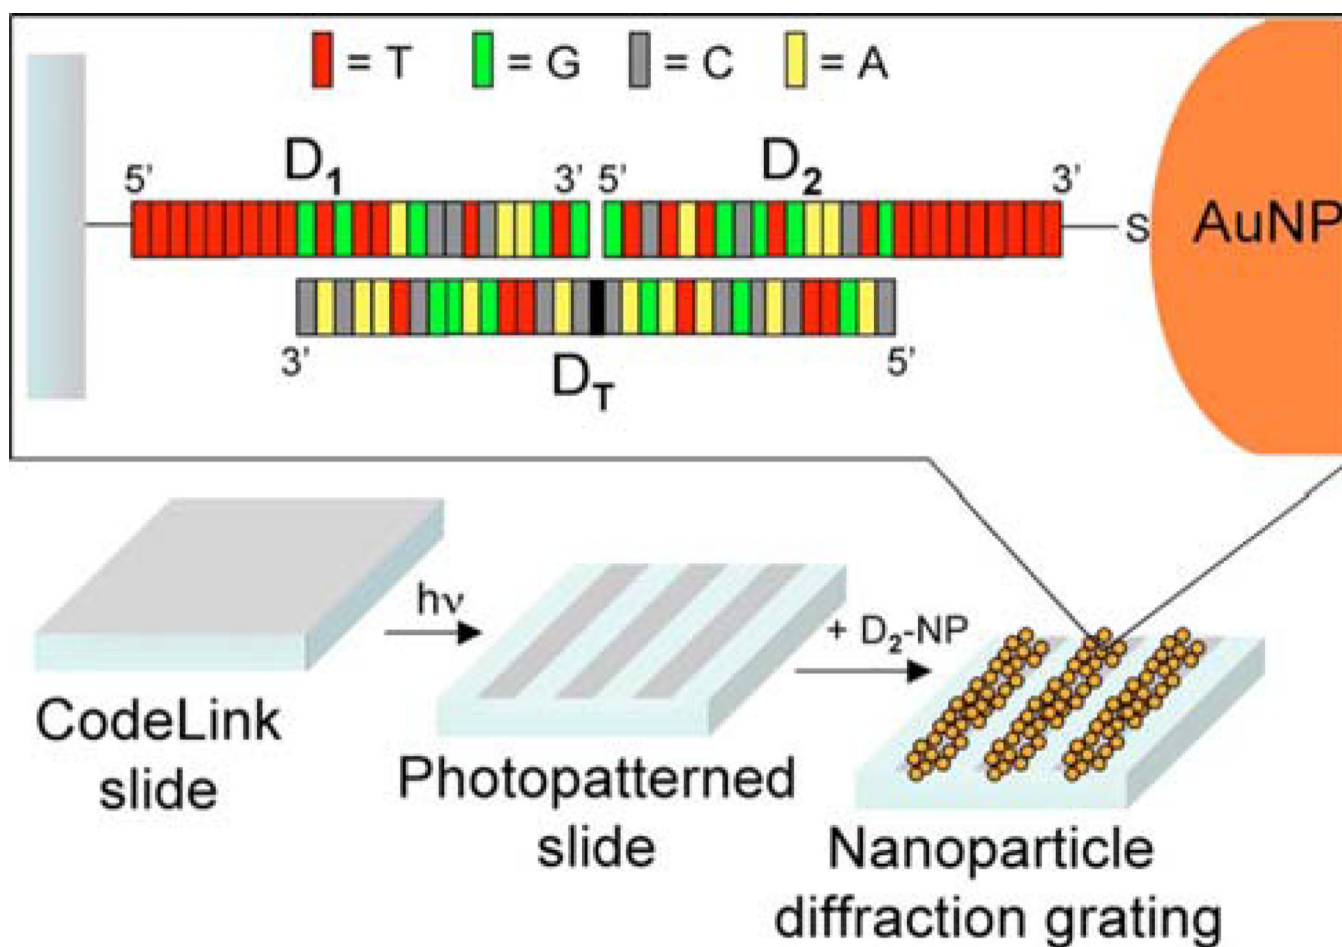 = T = G = C = A
D1 D2
5' 3' 5' 3'
S AuNP
3' 5'
DT
hν
+ D2-NP
CodeLink
slide
Photopatterned
slide
Nanoparticle
diffraction grating